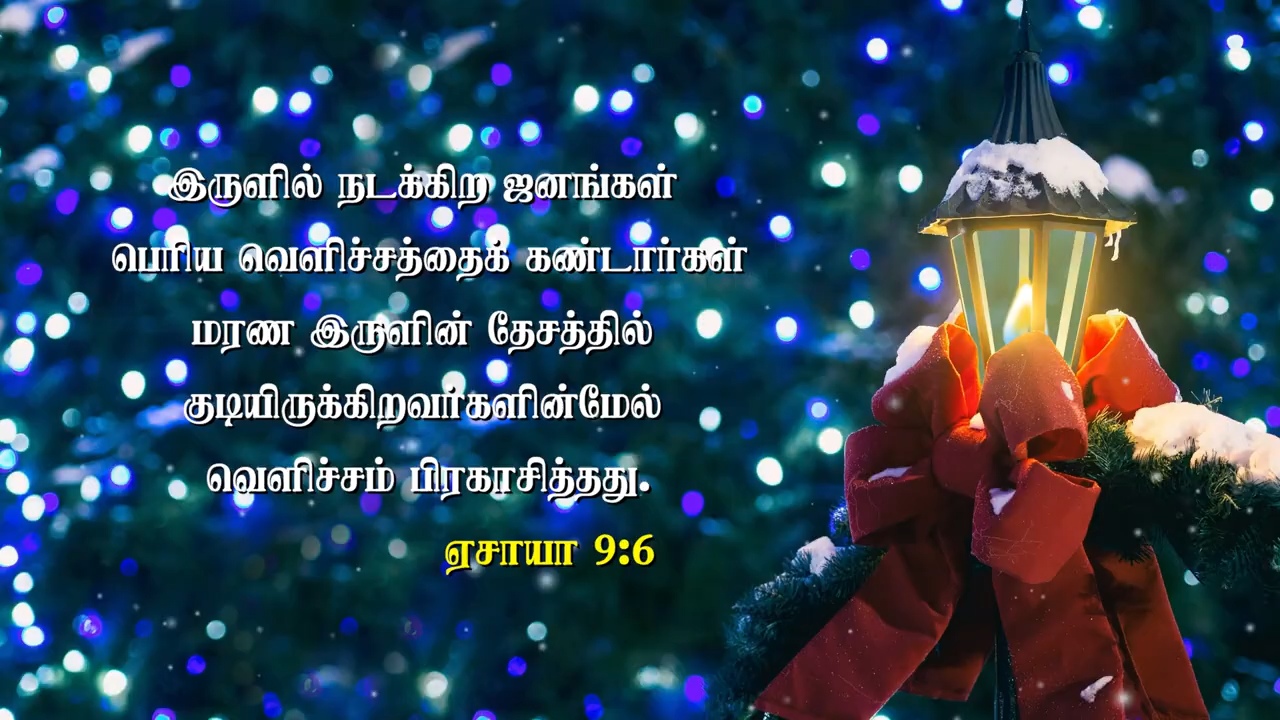 இருளில் நடக்கிற ஜனங்கள்
பெரிய வெளிச்சத்தைக் கண்டார்கள்
மரண இருளின் தேசத்தில்
குடியிருக்கிறவர்களின்மேல்
வெளிச்சம் பிரகாசித்தது.
ஏசாயா 9:6